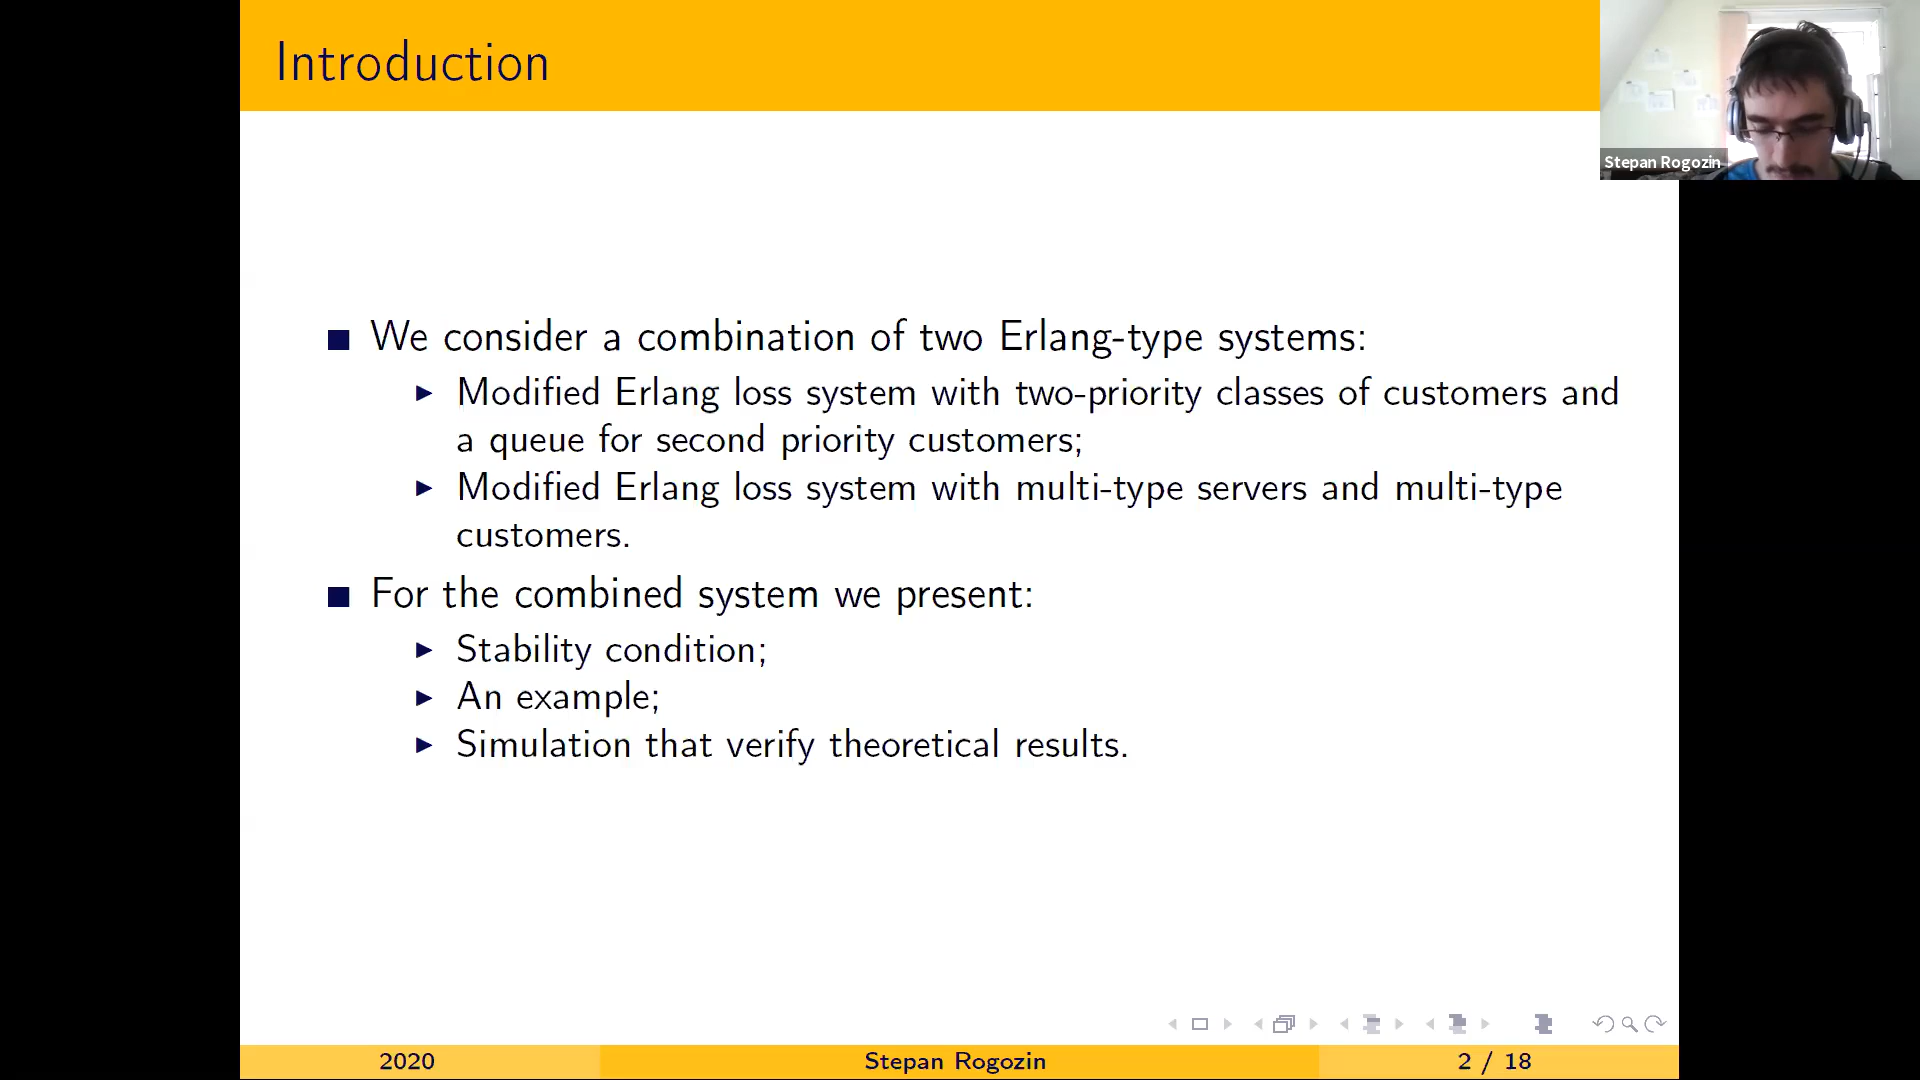 Introduction
Stepan Rogozin
We consider a combination of two Erlang-type systems:
Modified Erlang loss system with two-priority classes of customers and
a queue for second priority customers;
Modified Erlang loss system with multi-type servers and multi-type
customers.
For the combined system we present:
Stability condition;
An example;
Simulation that verify theoretical results.
2020
Stepan Rogozin
2 / 18